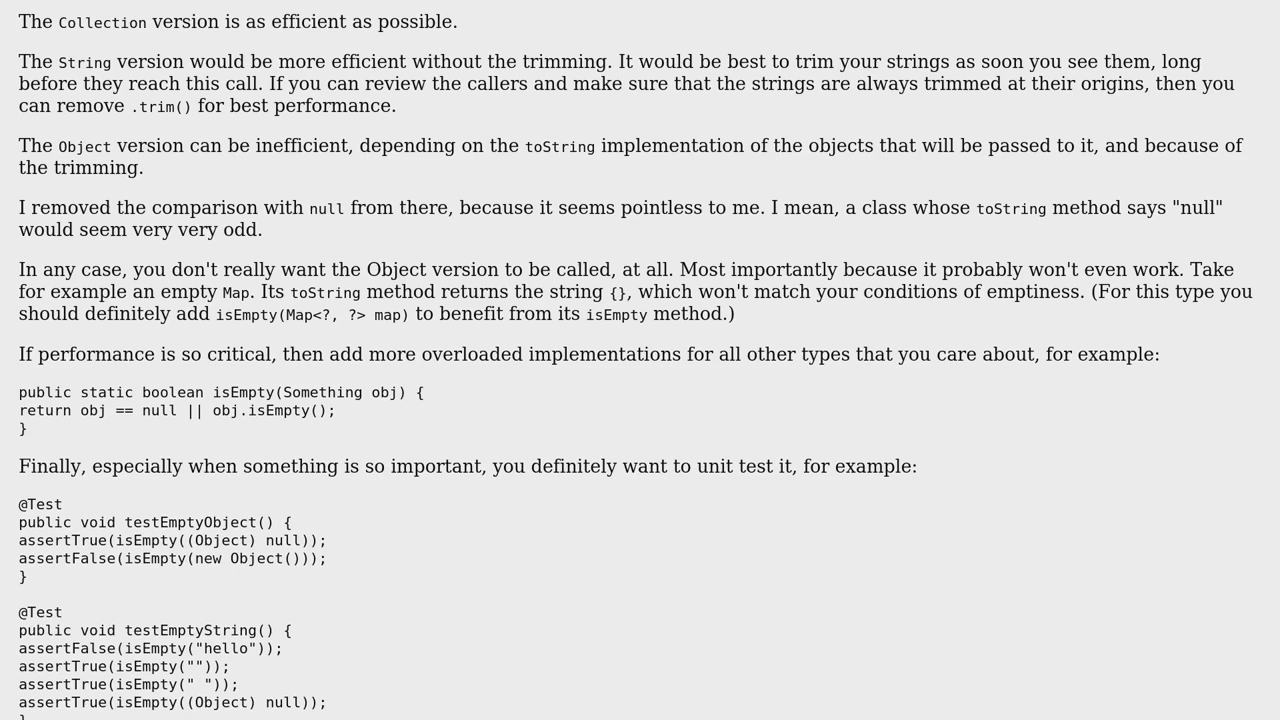 The Collection version is as efficient as possible.
The String version would be more efficient without the trimming. It would be best to trim your strings as soon you see them, long
before they reach this call. If you can review the callers and make sure that the strings are always trimmed at their origins, then you
can remove .trim() for best performance.
The Object version can be inefficient, depending on the toString implementation of the objects that will be passed to it, and because of
the trimming.
I removed the comparison with null from there, because it seems pointless to me. I mean, a class whose toString method says "null"
would seem very very odd.
In any case, you don't really want the Object version to be called, at all. Most importantly because it probably won't even work. Take
for example an empty Map. Its toString method returns the string {}, which won't match your conditions of emptiness. (For this type you
should definitely add isEmpty(Map<?, ?> map) to benefit from its isEmpty method.)
If performance is so critical, then add more overloaded implementations for all other types that you care about, for example:
public static boolean isEmpty(Something obj) {
return obj == null || obj.isEmpty();
}
Finally, especially when something is so important, you definitely want to unit test it, for example:
@Test
public void testEmptyObject() {
assertTrue(isEmpty((Object) null));
assertFalse(isEmpty(new Object()));
}
@Test
public void testEmptyString() {
assertFalse(isEmpty("hello"));
assertTrue(isEmpty(""));
assertTrue(isEmpty(" "));
assertTrue(isEmpty((Object) null));
}